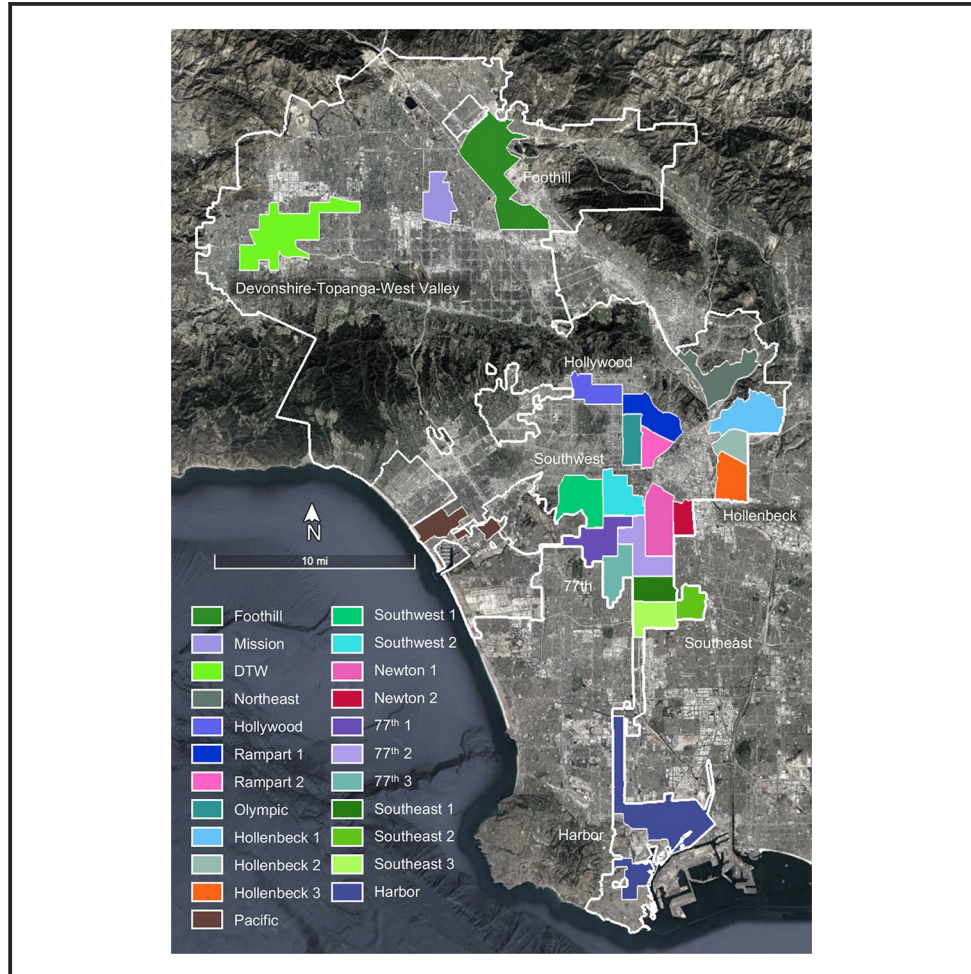 Foothill
Devonshire-Topanga-West Valley
Hollywood
Southwest
Hollenbeck
N
10 mi
77th
Southeast
Harbor
Foothill
Mission
DTW
Northeast
Hollywood
Rampart 1
Rampart 2
Olympic
Hollenbeck 1
Hollenbeck 2
Hollenbeck 3
Pacific
Southwest 1
Southwest 2
Newton 1
Newton 2
77th 1
77th 2
77th 3
Southeast 1
Southeast 2
Southeast 3
Harbor